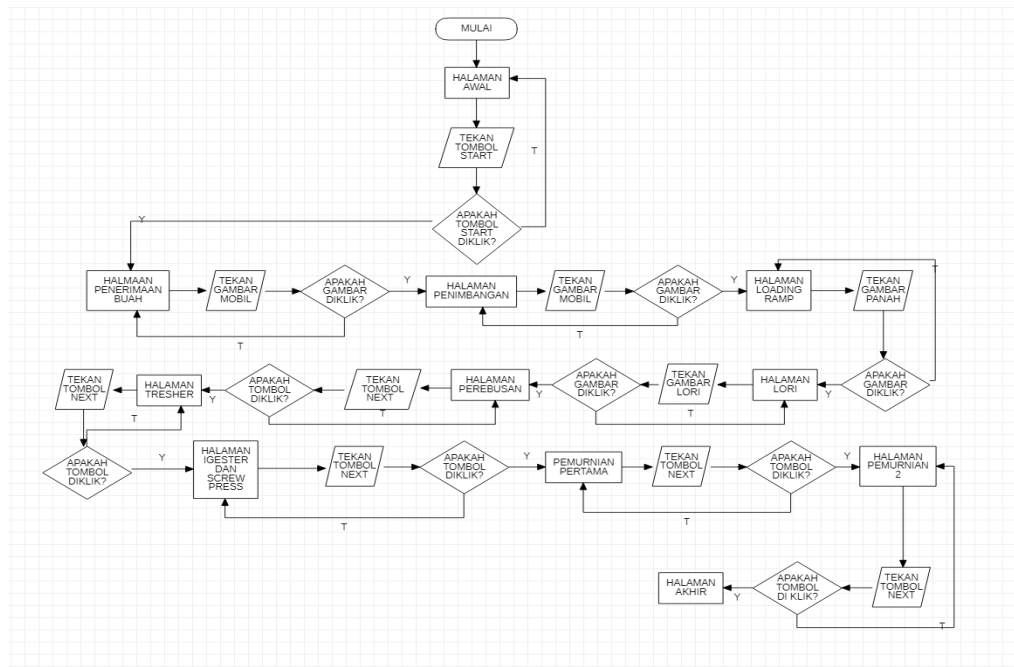 MULAI
HALAMAN
AWAL
TEKAN
TOMBOL
START
T
APAKAH
TOMBOL
START
DIKLIK?
Y
HALMAAN
PENERIMAAN
BUAH
TEKAN
GAMBAR
MOBIL
APAKAH
GAMBAR
DIKLIK?
Y
T
HALAMAN
PENIMBANGAN
TEKAN
GAMBAR
MOBIL
APAKAH
GAMBAR
DIKLIK?
Y
T
HALAMAN
LOADING
RAMP
TEKAN
GAMBAR
PANAH
T
APAKAH
GAMBAR
DIKLIK?
Y
HALAMAN
LORI
TEKAN
GAMBAR
LORI
T
APAKAH
GAMBAR
DIKLIK?
Y
HALAMAN
PEREBUSAN
TEKAN
TOMBOL NEXT
T
APAKAH
TOMBOL
DIKLIK?
Y
HALAMAN
TRESHER
TEKAN
TOMBOL
NEXT
T
APAKAH
TOMBOL
DIKLIK?
Y
HALAMAN
IGESTER
DAN
SCREW
PRESS
TEKAN
TOMBOL
NEXT
APAKAH
TOMBOL
DIKLIK?
Y
T
PEMURNIAN
PERTAMA
TEKAN
TOMBOL
NEXT
APAKAH
TOMBOL
DIKLIK?
Y
T
HALAMAN
PEMURNIAN
2
TEKAN
TOMBOL
NEXT
APAKAH
TOMBOL
DI KLIK?
T
Y
HALAMAN
AKHIR